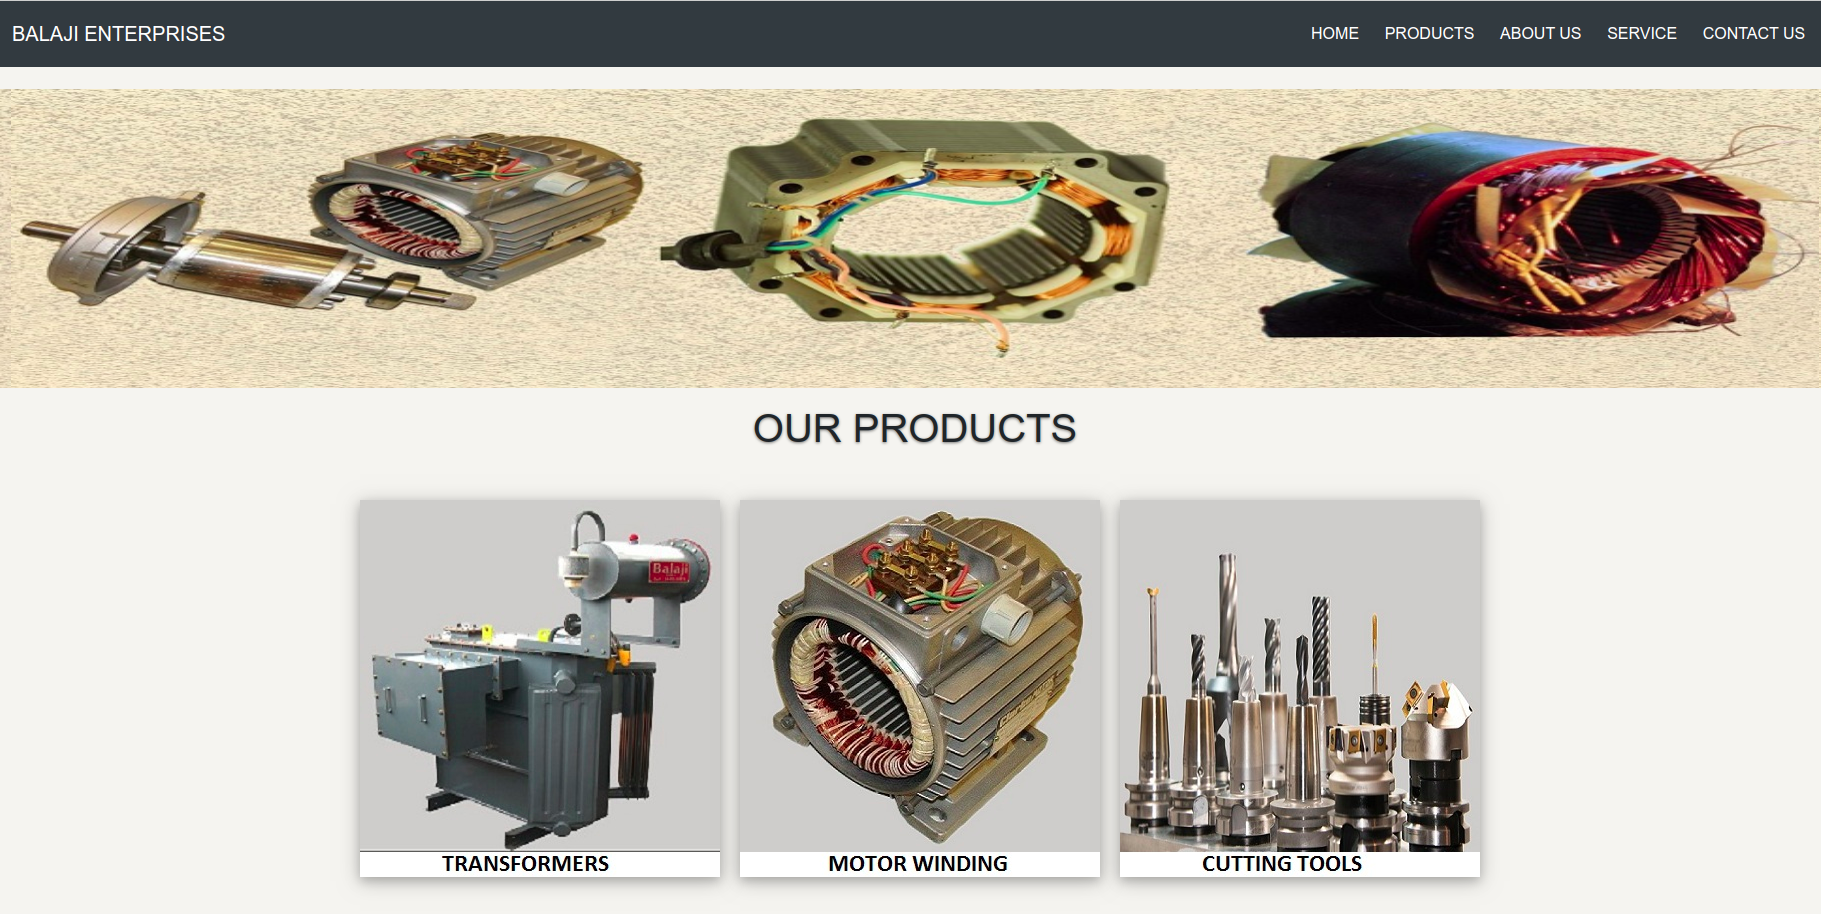 BALAJI ENTERPRISES
HOME PRODUCTS ABOUT US SERVICE CONTACT US
OUR PRODUCTS
Balaji
TRANSFORMERS
MOTOR WINDING
CUTTING TOOLS